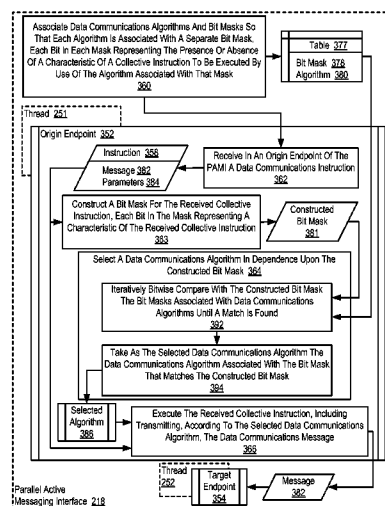 Associate Data Communications Algorithms And Bit Masks So
That Each Algorithm Is Associated With A Separate Bit Mask,
Each Bit In Each Mask Representing The Presence Or Absence
Of A Characteristic Of A Collective Instruction To Be Executed By
Use Of The Algorithm Associated With That Mask
360
Table 377
Bit Mask 378
Algorithm 380
Thread 251
Origin Endpoint 352
Instruction 358
Message 382
Parameters 384
Receive In An Origin Endpoint Of The
PAMI A Data Communications Instruction
362
Construct A Bit Mask For The Received
Collective Instruction, Each Bit In The Mask Representing A
Characteristic Of The Received Collective Instruction
383
Constructed
Bit Mask
381
Select A Data Communications Algorithm In Dependence Upon The
Constructed Bit Mask 364
Iteratively Bitwise Compare With The Constructed Bit Mask
The Bit Masks Associated With Data Communications
Algorithms Until A Match Is Found
392
Take As The Selected Data Communications Algorithm The
Data Communications Algorithm Associated With The Bit Mask
That Matches The Constructed Bit Mask
394
Selected
Algorithm
386
Execute The Received Collective Instruction, Including
Transmitting, According To The Selected Data Communications
Algorithm, The Data Communications Message
366
Thread
252
Target
Endpoint
354
Message
382
Parallel Active
Messaging Interface 218